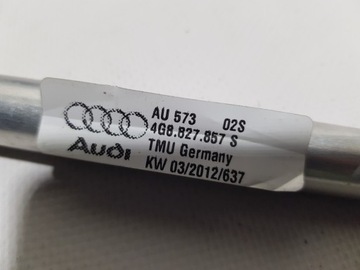 AU 573 02S
4G8.827.857 S
Audi TMU Germany
KW 03/2012/637